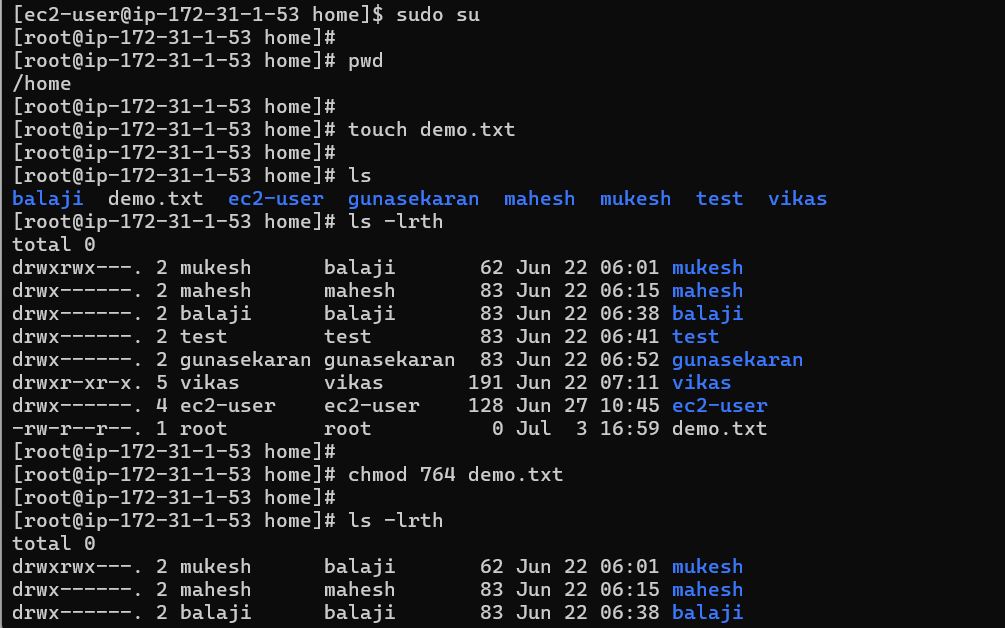 [ec2-user@ip-172-31-1-53 home]$ sudo su
[root@ip-172-31-1-53 home]#
[root@ip-172-31-1-53 home]# pwd
/home
[root@ip-172-31-1-53 home]#
[root@ip-172-31-1-53 home]# touch demo.txt
[root@ip-172-31-1-53 home]#
[root@ip-172-31-1-53 home]# ls
balaji  demo.txt  ec2-user  gunasekaran  mahesh  mukesh  test  vikas
[root@ip-172-31-1-53 home]# ls -lrth
total 0
drwxrwx---. 2 mukesh      balaji       62 Jun 22 06:01 mukesh
drwx------. 2 mahesh      mahesh       83 Jun 22 06:15 mahesh
drwx------. 2 balaji      balaji       83 Jun 22 06:38 balaji
drwx------. 2 test        test         83 Jun 22 06:41 test
drwx------. 2 gunasekaran gunasekaran  83 Jun 22 06:52 gunasekaran
drwxr-xr-x. 5 vikas       vikas       191 Jun 22 07:11 vikas
drwx------. 4 ec2-user    ec2-user    128 Jun 27 10:45 ec2-user
-rw-r--r--. 1 root        root          0 Jul  3 16:59 demo.txt
[root@ip-172-31-1-53 home]#
[root@ip-172-31-1-53 home]# chmod 764 demo.txt
[root@ip-172-31-1-53 home]#
[root@ip-172-31-1-53 home]# ls -lrth
total 0
drwxrwx---. 2 mukesh      balaji       62 Jun 22 06:01 mukesh
drwx------. 2 mahesh      mahesh       83 Jun 22 06:15 mahesh
drwx------. 2 balaji      balaji       83 Jun 22 06:38 balaji